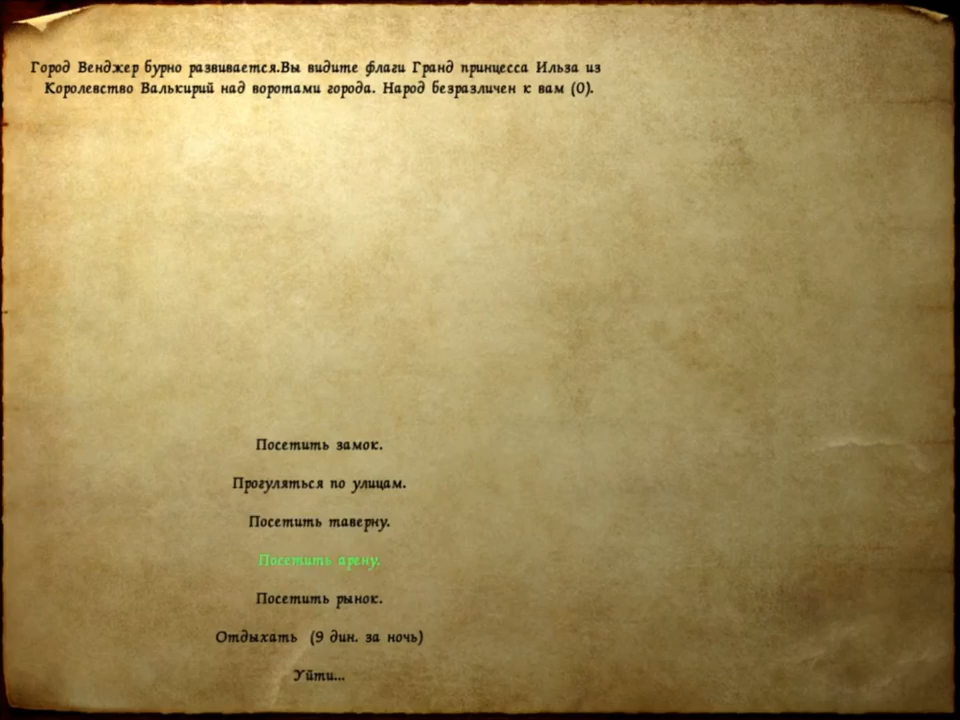 Город Венджер бурно развивается.Вы видите флаги Гранд принцесса Ильза из
Королевство Валькирий над воротами города. Народ безразличен к вам (0).
Посетить замок.
Прогуляться по улицам.
Посетить таверну.
Посетить арену.
Посетить рынок.
Отдыхать (9 дин. за ночь)
Уйти...